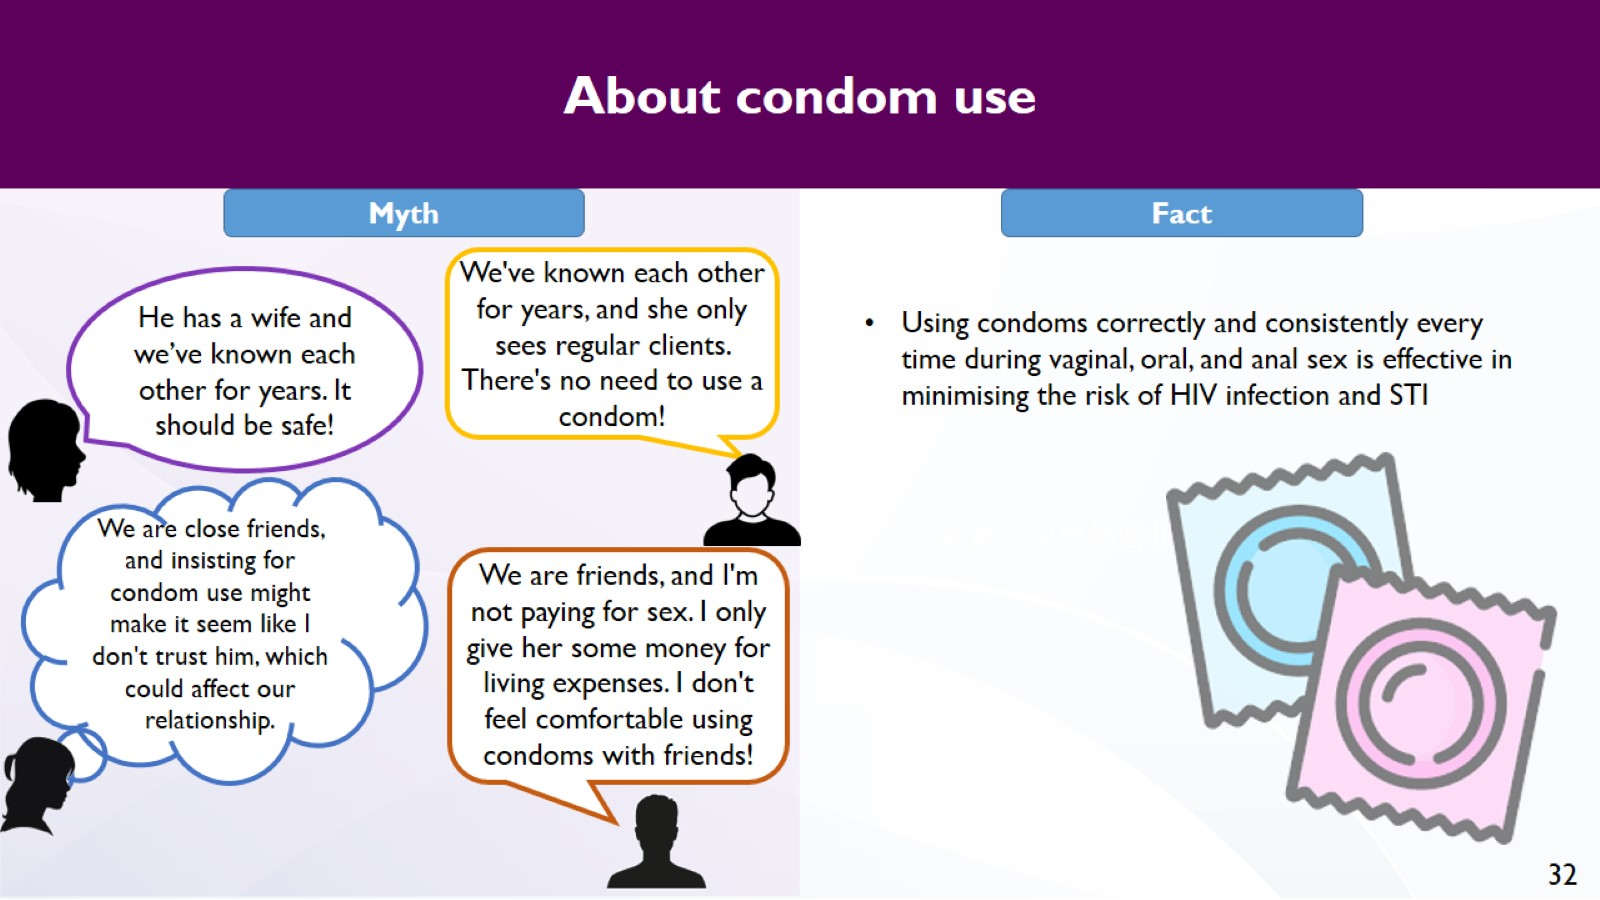 About condom use
Myth
He has a wife and
we’ve known each
other for years. It
should be safe!
We've known each other
for years, and she only
sees regular clients.
There's no need to use a
condom!
We are close friends,
and insisting for
condom use might
make it seem like I
don't trust him, which
could affect our
relationship.
We are friends, and I'm
not paying for sex. I only
give her some money for
living expenses. I don't
feel comfortable using
condoms with friends!
Fact
• Using condoms correctly and consistently every
time during vaginal, oral, and anal sex is effective in
minimising the risk of HIV infection and STI
32